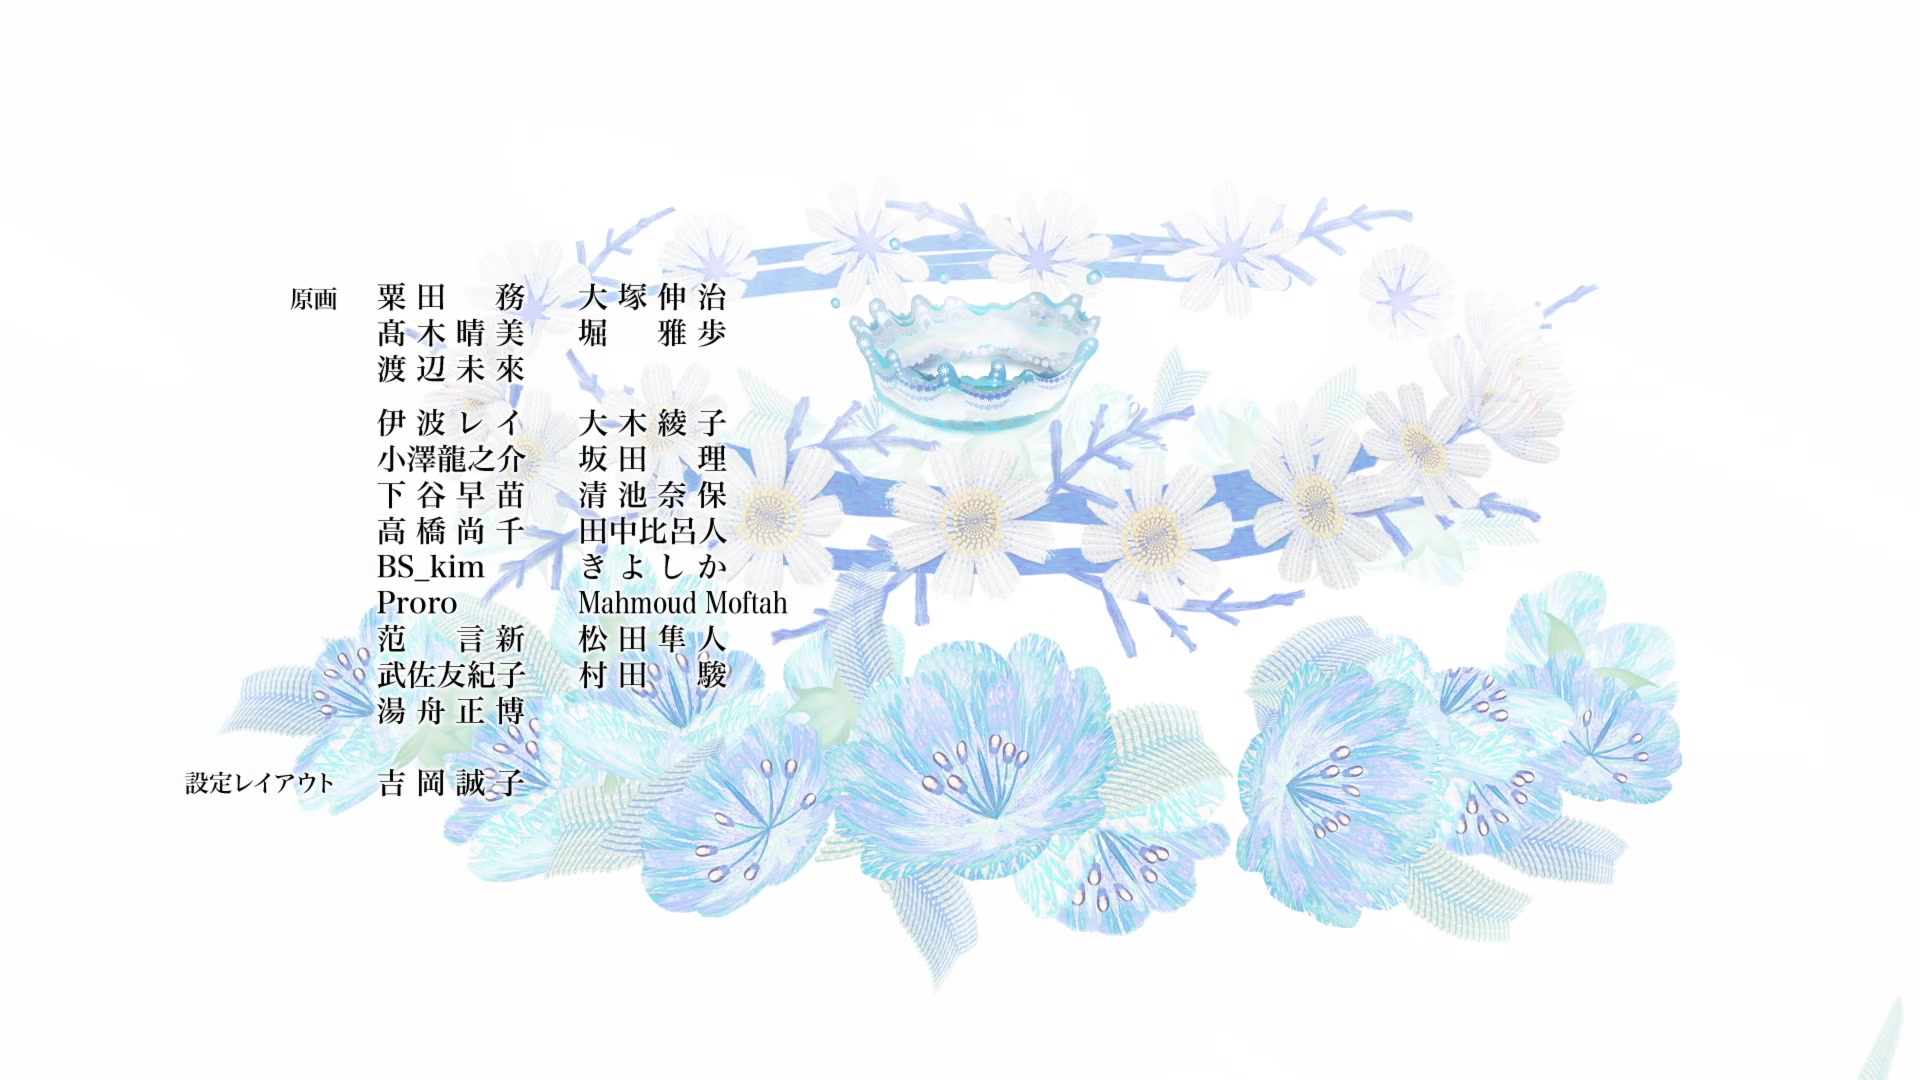 原画 粟田 務 大塚伸治
髙木晴美 堀 雅歩
渡辺未來
伊波レイ 大木綾子
小澤龍之介 坂田 理
下谷早苗 清池奈保
高橋尚千 田中比呂人
BS_kim きよしか
Proro Mahmoud Moftah
范 言新 松田隼人
武佐友紀子 村田 駿
湯舟正博
設定レイアウト 吉岡誠子